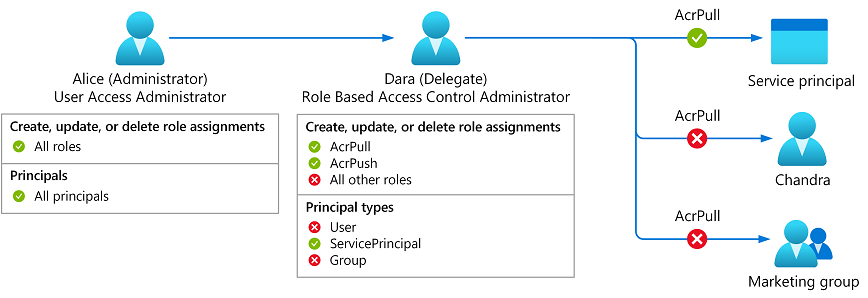 Alice (Administrator)
User Access Administrator
Create, update, or delete role assignments
All roles
Principals
All principals
Dara (Delegate)
Role Based Access Control Administrator
Create, update, or delete role assignments
AcrPull
AcrPush
All other roles
Principal types
User
ServicePrincipal
Group
AcrPull
Service principal
AcrPull
Chandra
AcrPull
Marketing group